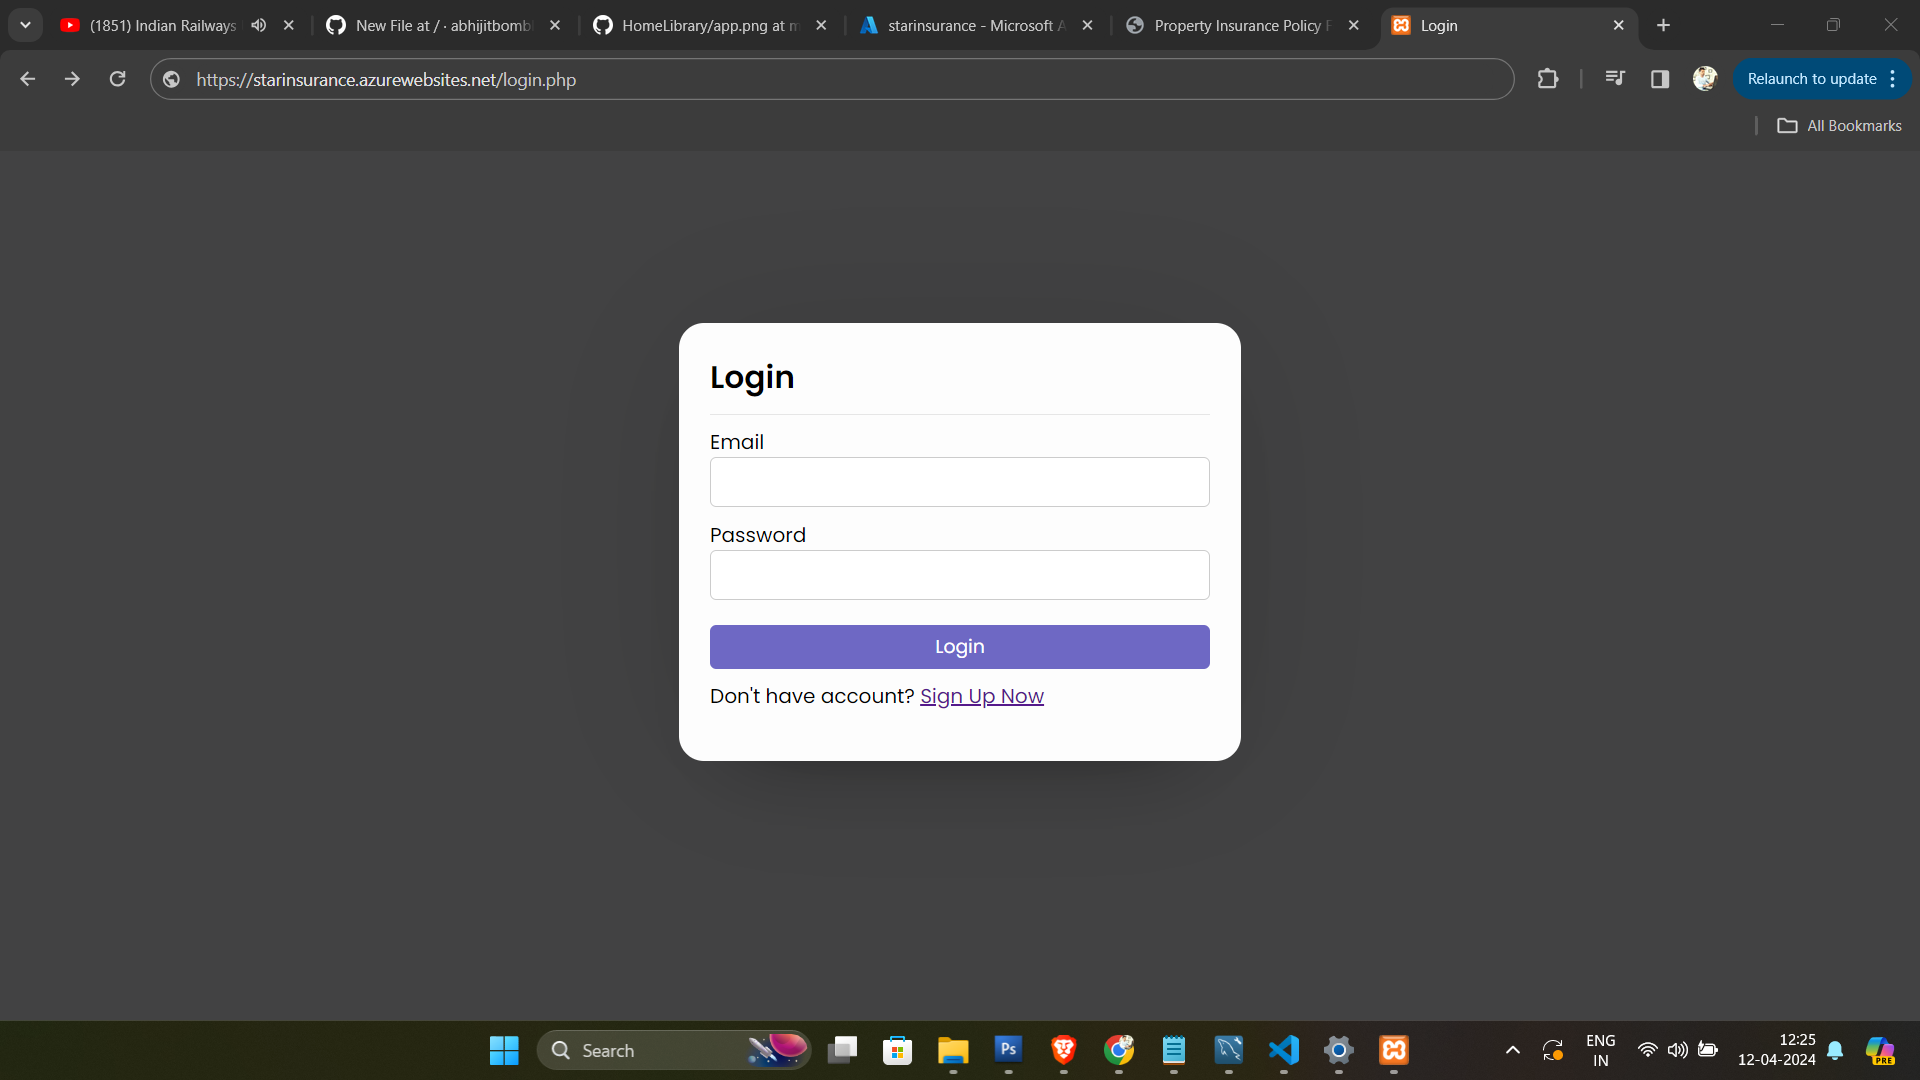 (1851) Indian Railways
New File at / · abhijitbomb
HomeLibrary/app.png at m
starinsurance - Microsoft A
Property Insurance Policy F
Login
https://starinsurance.azurewebsites.net/login.php
Relaunch to update
All Bookmarks
Login
Email
Password
Login
Don't have account? Sign Up Now
Search
Ps
ENG
IN
12:25
12-04-2024
PRE